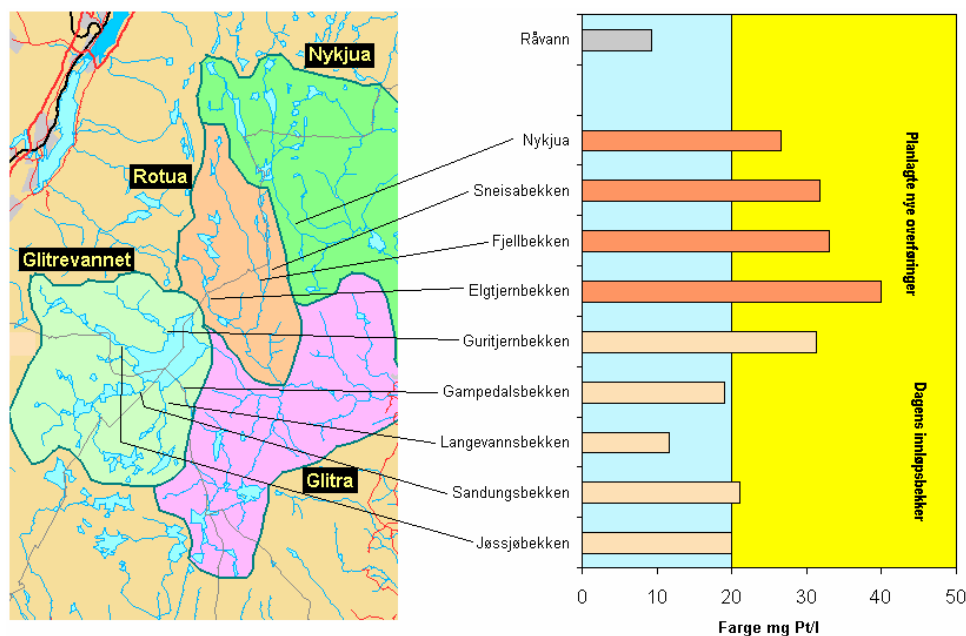 Nykjua
Rotua
Glitrevannet
Glitra
Råvann
Nykjua
Sneisabekken
Fjellbekken
Elgtjernbekken
Guritjernbekken
Gampedalsbekken
Langevannsbekken
Sandungsbekken
Jøssjøbekken
Planlagte nye overføringer
Dagens innløpsbekker
0 10 20 30 40 50
Farge mg Pt/l